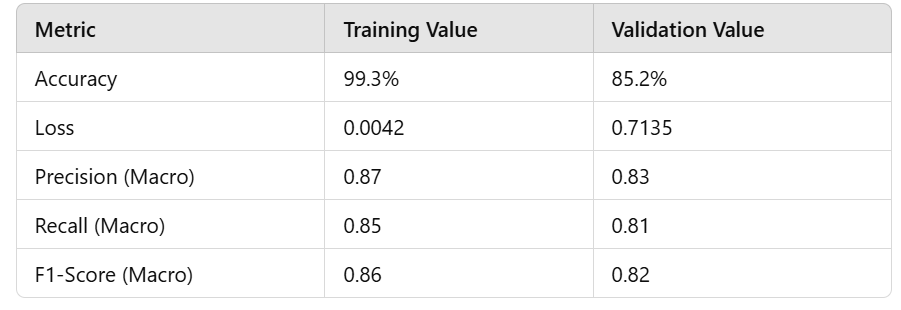 Metric Training Value Validation Value
Accuracy 99.3% 85.2%
Loss 0.0042 0.7135
Precision (Macro) 0.87 0.83
Recall (Macro) 0.85 0.81
F1-Score (Macro) 0.86 0.82